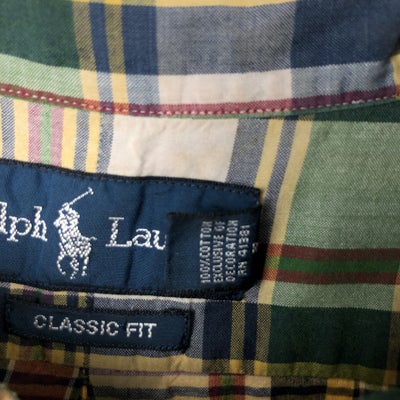 lph Lau
100% COTTON
EXCLUSIVE OF
DECORATION
RN 41381
CLASSIC FIT